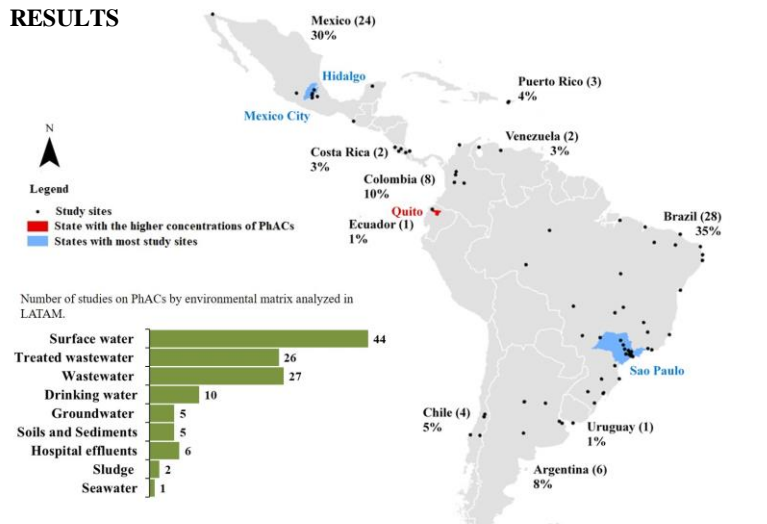 RESULTS
Mexico (24)
30%
Hidalgo
Mexico City
Puerto Rico (3)
4%
Venezuela (2)
3%
Costa Rica (2)
3%
Colombia (8)
10%
Quito
Ecuador (1)
1%
Brazil (28)
35%
N
Legend
Study sites
State with the higher concentrations of PhACs
States with most study sites
Number of studies on PhACs by environmental matrix analyzed in
LATAM.
Surface water 44
Treated wastewater 26
Wastewater 27
Drinking water 10
Groundwater 5
Soils and Sediments 5
Hospital effluents 6
Sludge 2
Seawater 1
Sao Paulo
Chile (4)
5%
Uruguay (1)
1%
Argentina (6)
8%